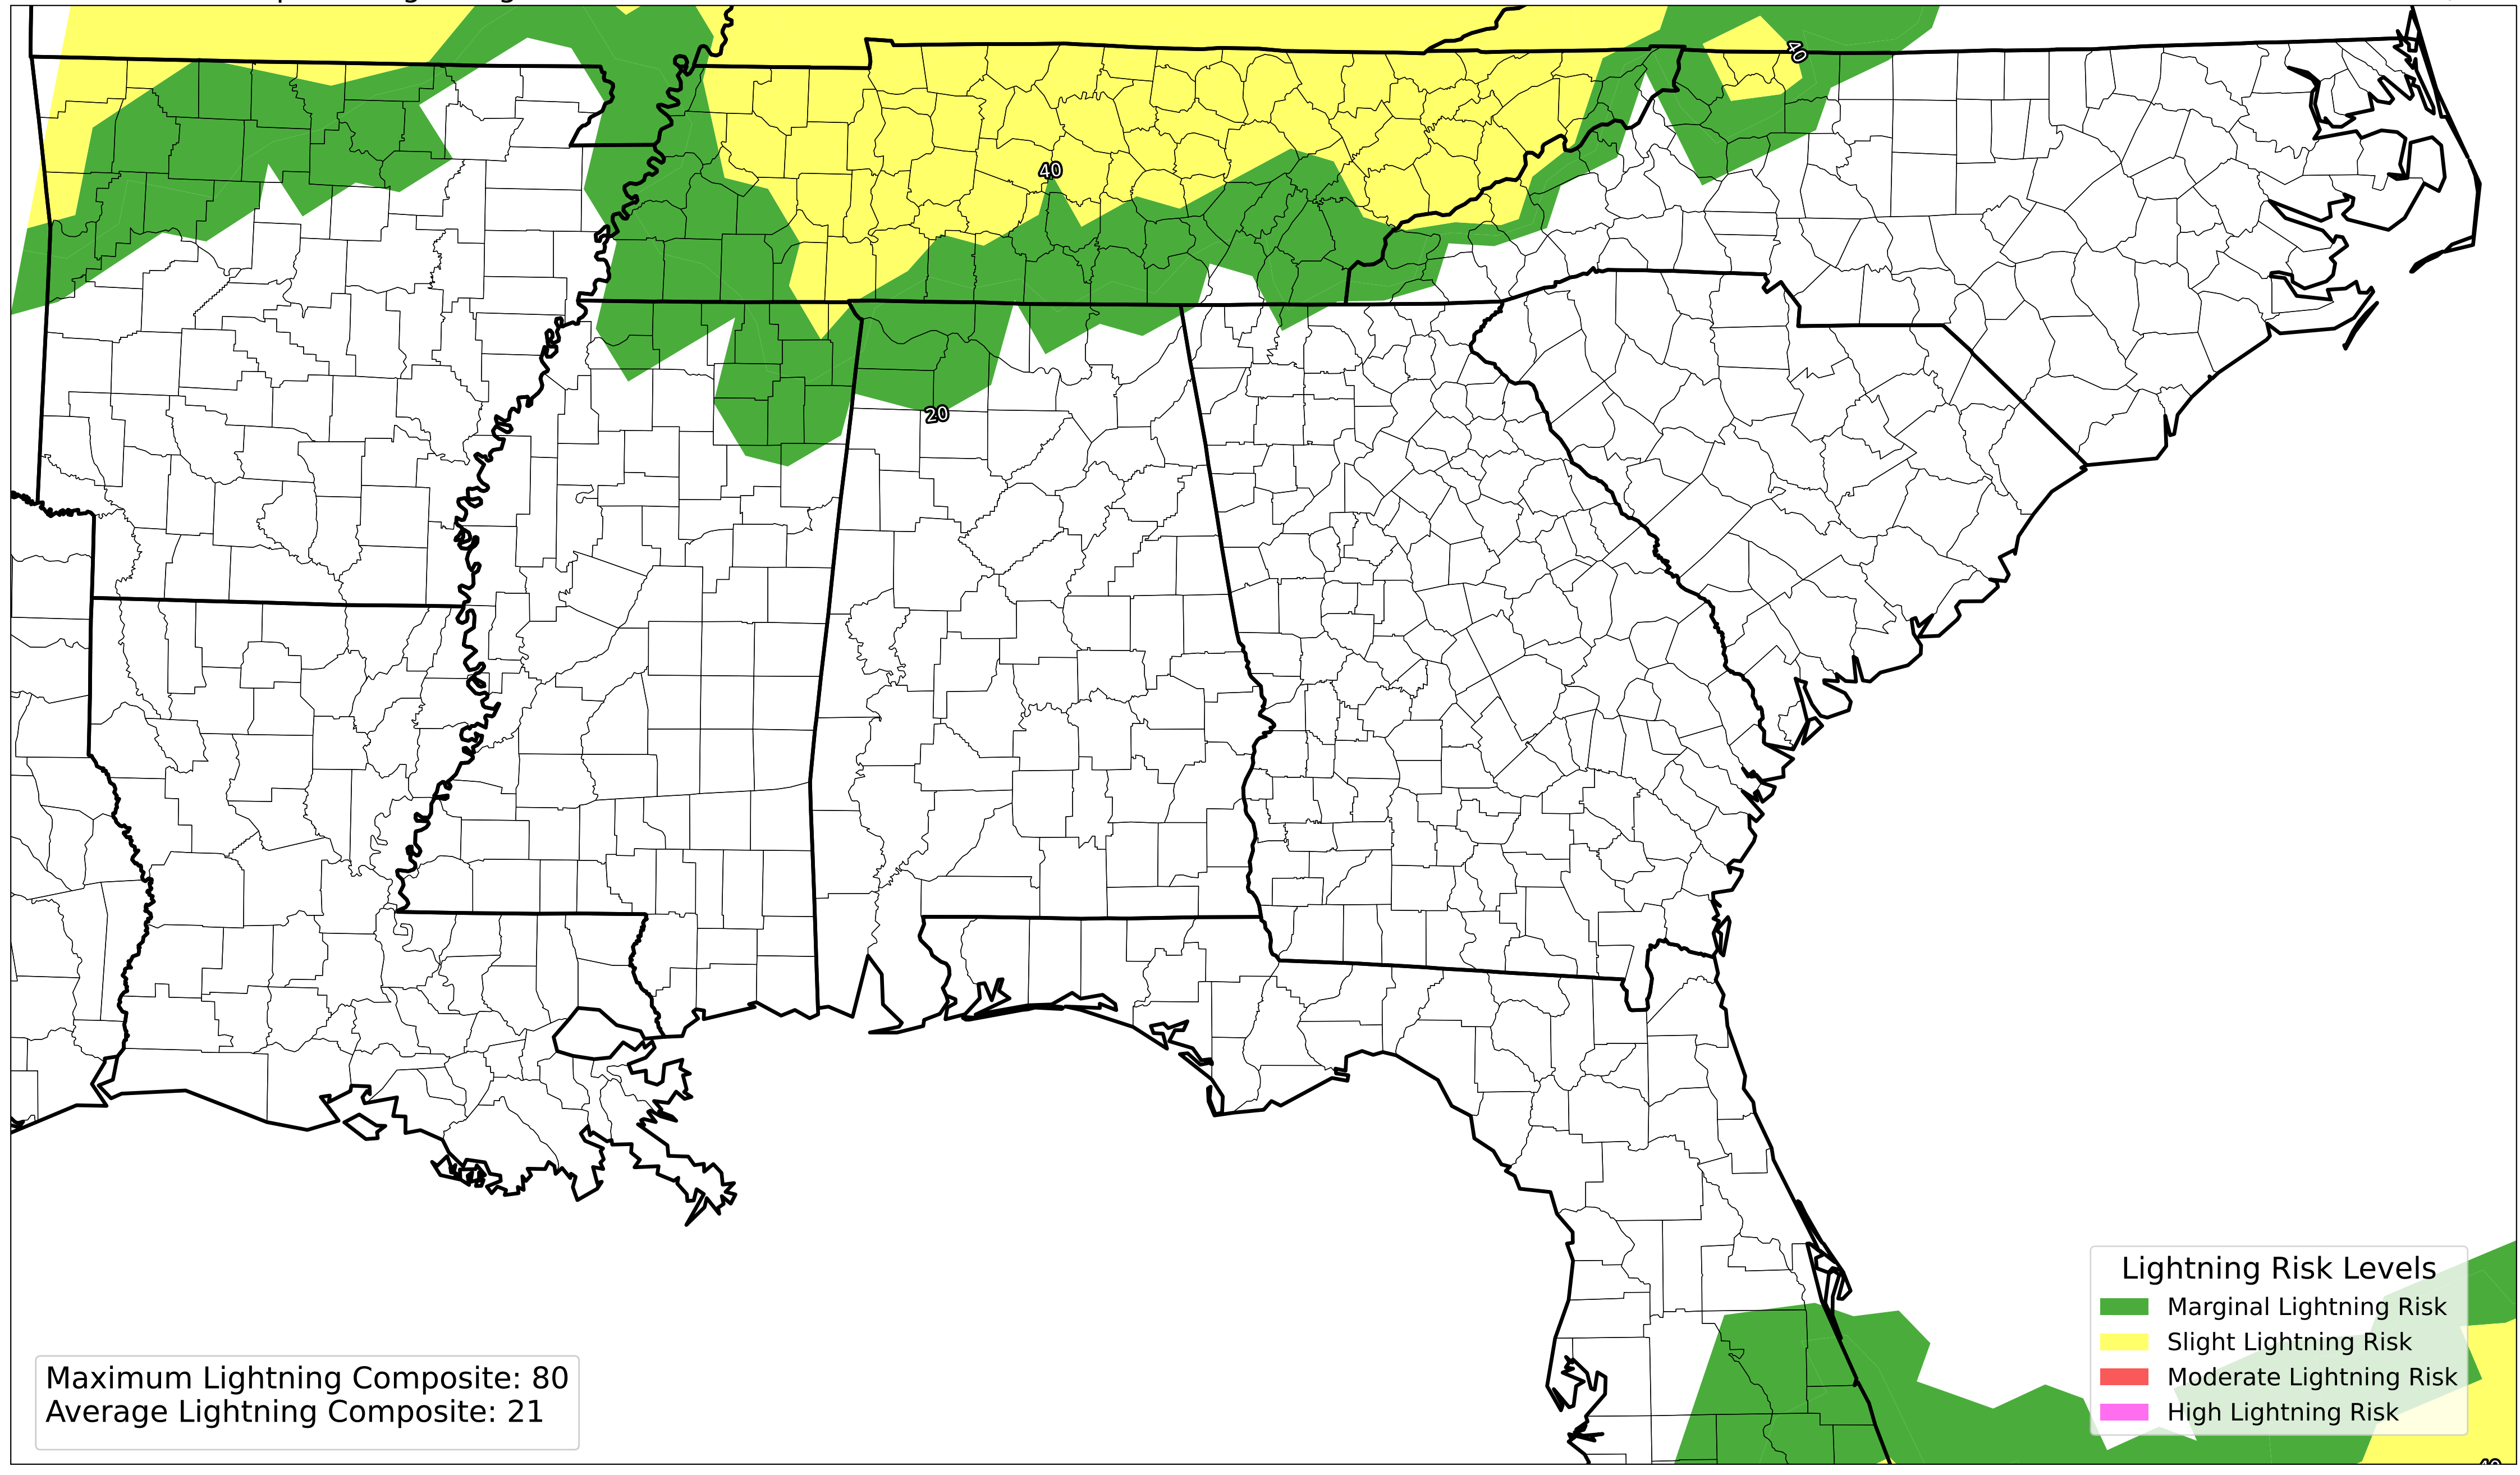 40
40
20
Lightning Risk Levels
Marginal Lightning Risk
Slight Lightning Risk
Moderate Lightning Risk
High Lightning Risk
Maximum Lightning Composite: 80
Average Lightning Composite: 21